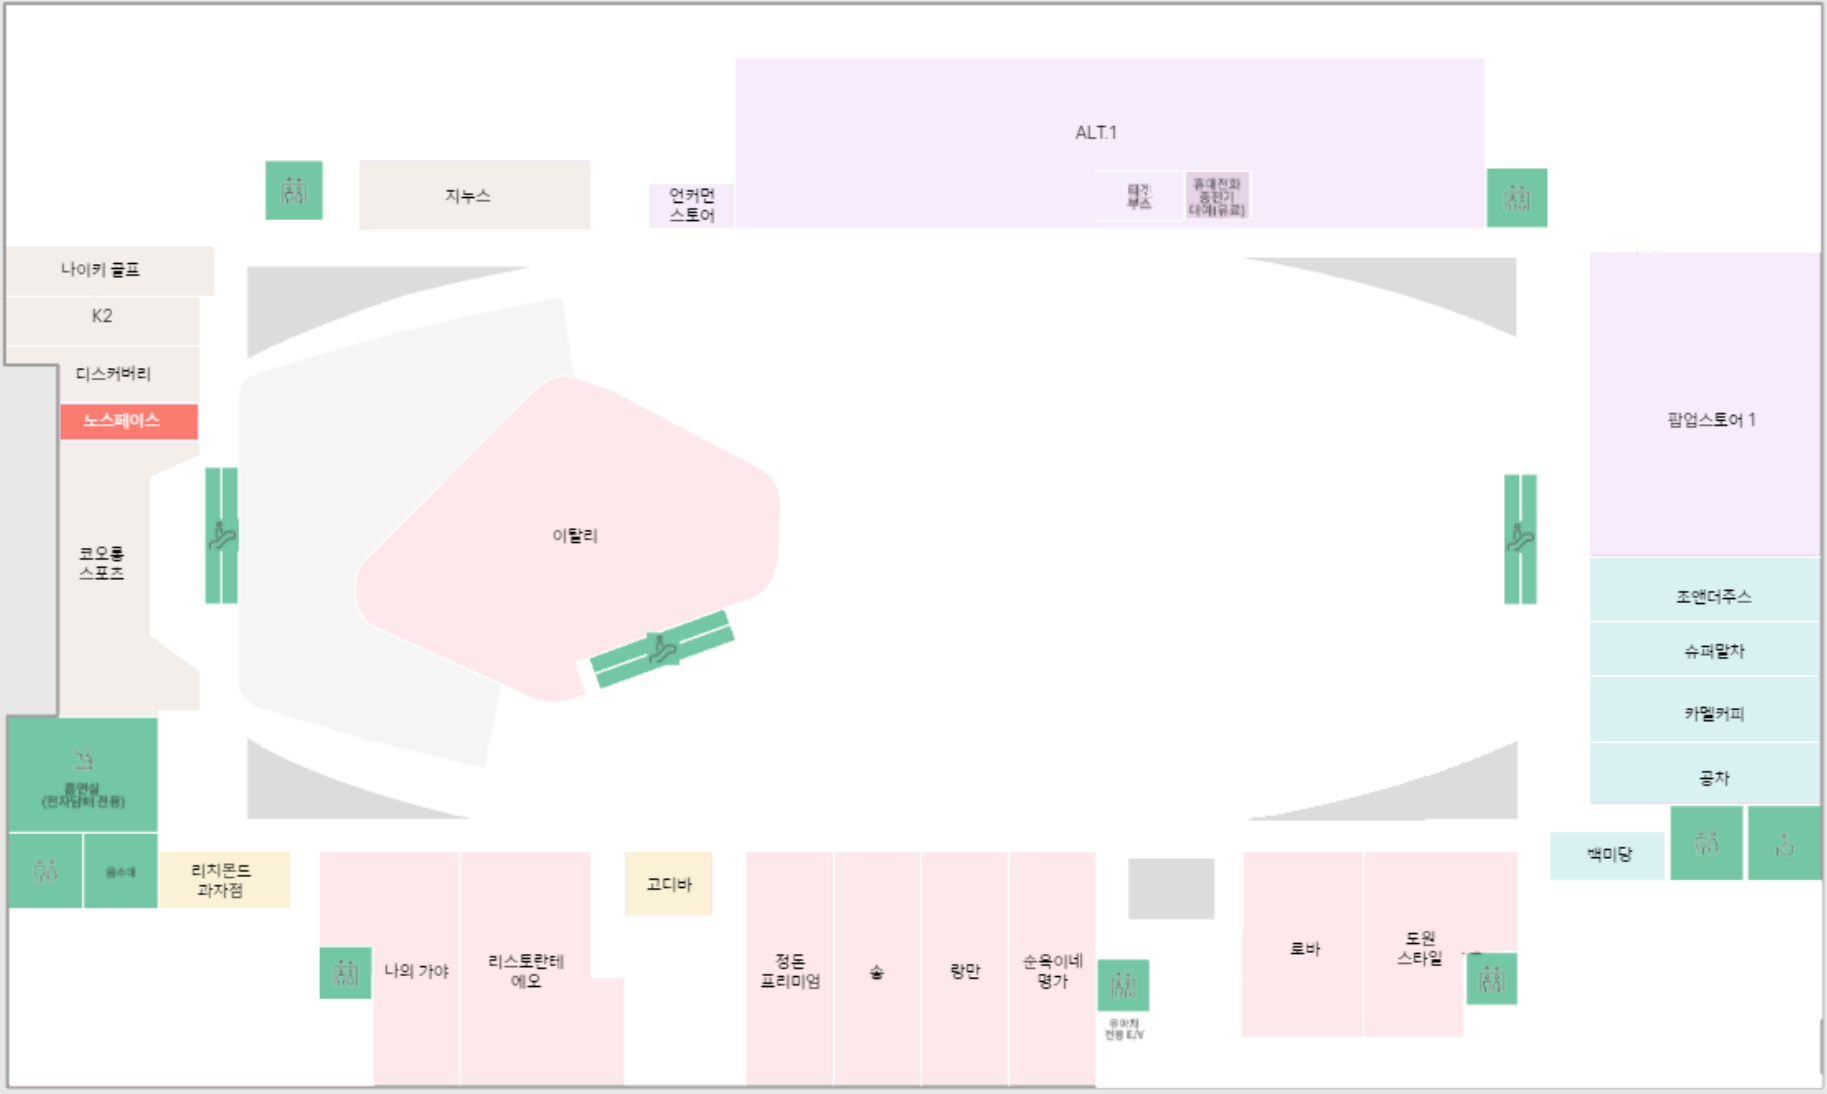 ALT.1
지누스
언커먼
스토어
티켓
부스
휴대전화
충전기
대여(유료)
나이키 골프
K2
디스커버리
노스페이스
팝업스토어 1
이탈리
코오롱
스포츠
조앤더주스
슈퍼말차
카멜커피
공차
흡연실
(전자담배 전용)
음수대
리치몬드
과자점
고디바
백미당
나의 가야
리스토란테
에오
정돈
프리미엄
송
랑만
순옥이네
명가
로바
도원
스타일
유아차
전용 E/V